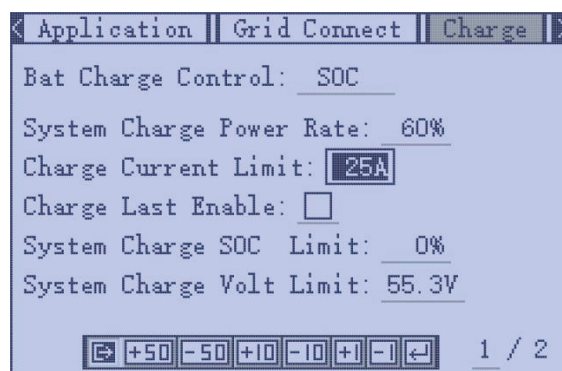 Application Grid Connect Charge
Bat Charge Control: SOC
System Charge Power Rate: 60%
Charge Current Limit: 25A
Charge Last Enable:
System Charge SOC Limit: 0%
System Charge Volt Limit: 55.3V
+50 -50 +10 -10 +1 -1 1 / 2